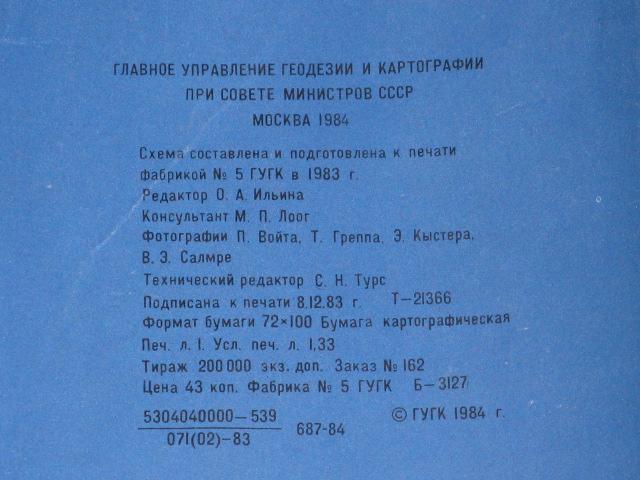 ГЛАВНОЕ УПРАВЛЕНИЕ ГЕОДЕЗИИ И КАРТОГРАФИИ
ПРИ СОВЕТЕ МИНИСТРОВ СССР
МОСКВА 1984
Схема составлена и подготовлена к печати
фабрикой № 5 ГУГК в 1983 г.
Редактор О. А. Ильина
Консультант М. П. Лоог
Фотографии П. Войта, Т. Греппа, Э. Кыстера,
В. Э. Салмре
Технический редактор С. Н. Турс
Подписана к печати 8.12.83 г. Т—21366
Формат бумаги 72×100 Бумага картографическая
Печ. л. 1. Усл. печ. л. 1,33
Тираж 200 000 экз. доп. Заказ № 162
Цена 43 коп. Фабрика № 5 ГУГК Б—3127
5304040000—539
071(02)—83
687-84
© ГУГК 1984 г.